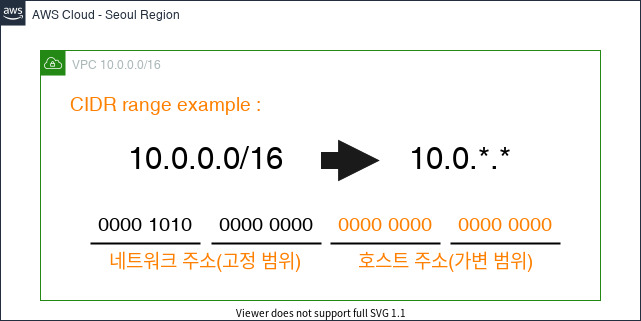 aws
AWS Cloud - Seoul Region
VPC 10.0.0.0/16
CIDR range example :
10.0.0.0/16 10.0.*.*
0000 1010 0000 0000 0000 0000 0000 0000
네트워크 주소(고정 범위) 호스트 주소(가변 범위)
Viewer does not support full SVG 1.1